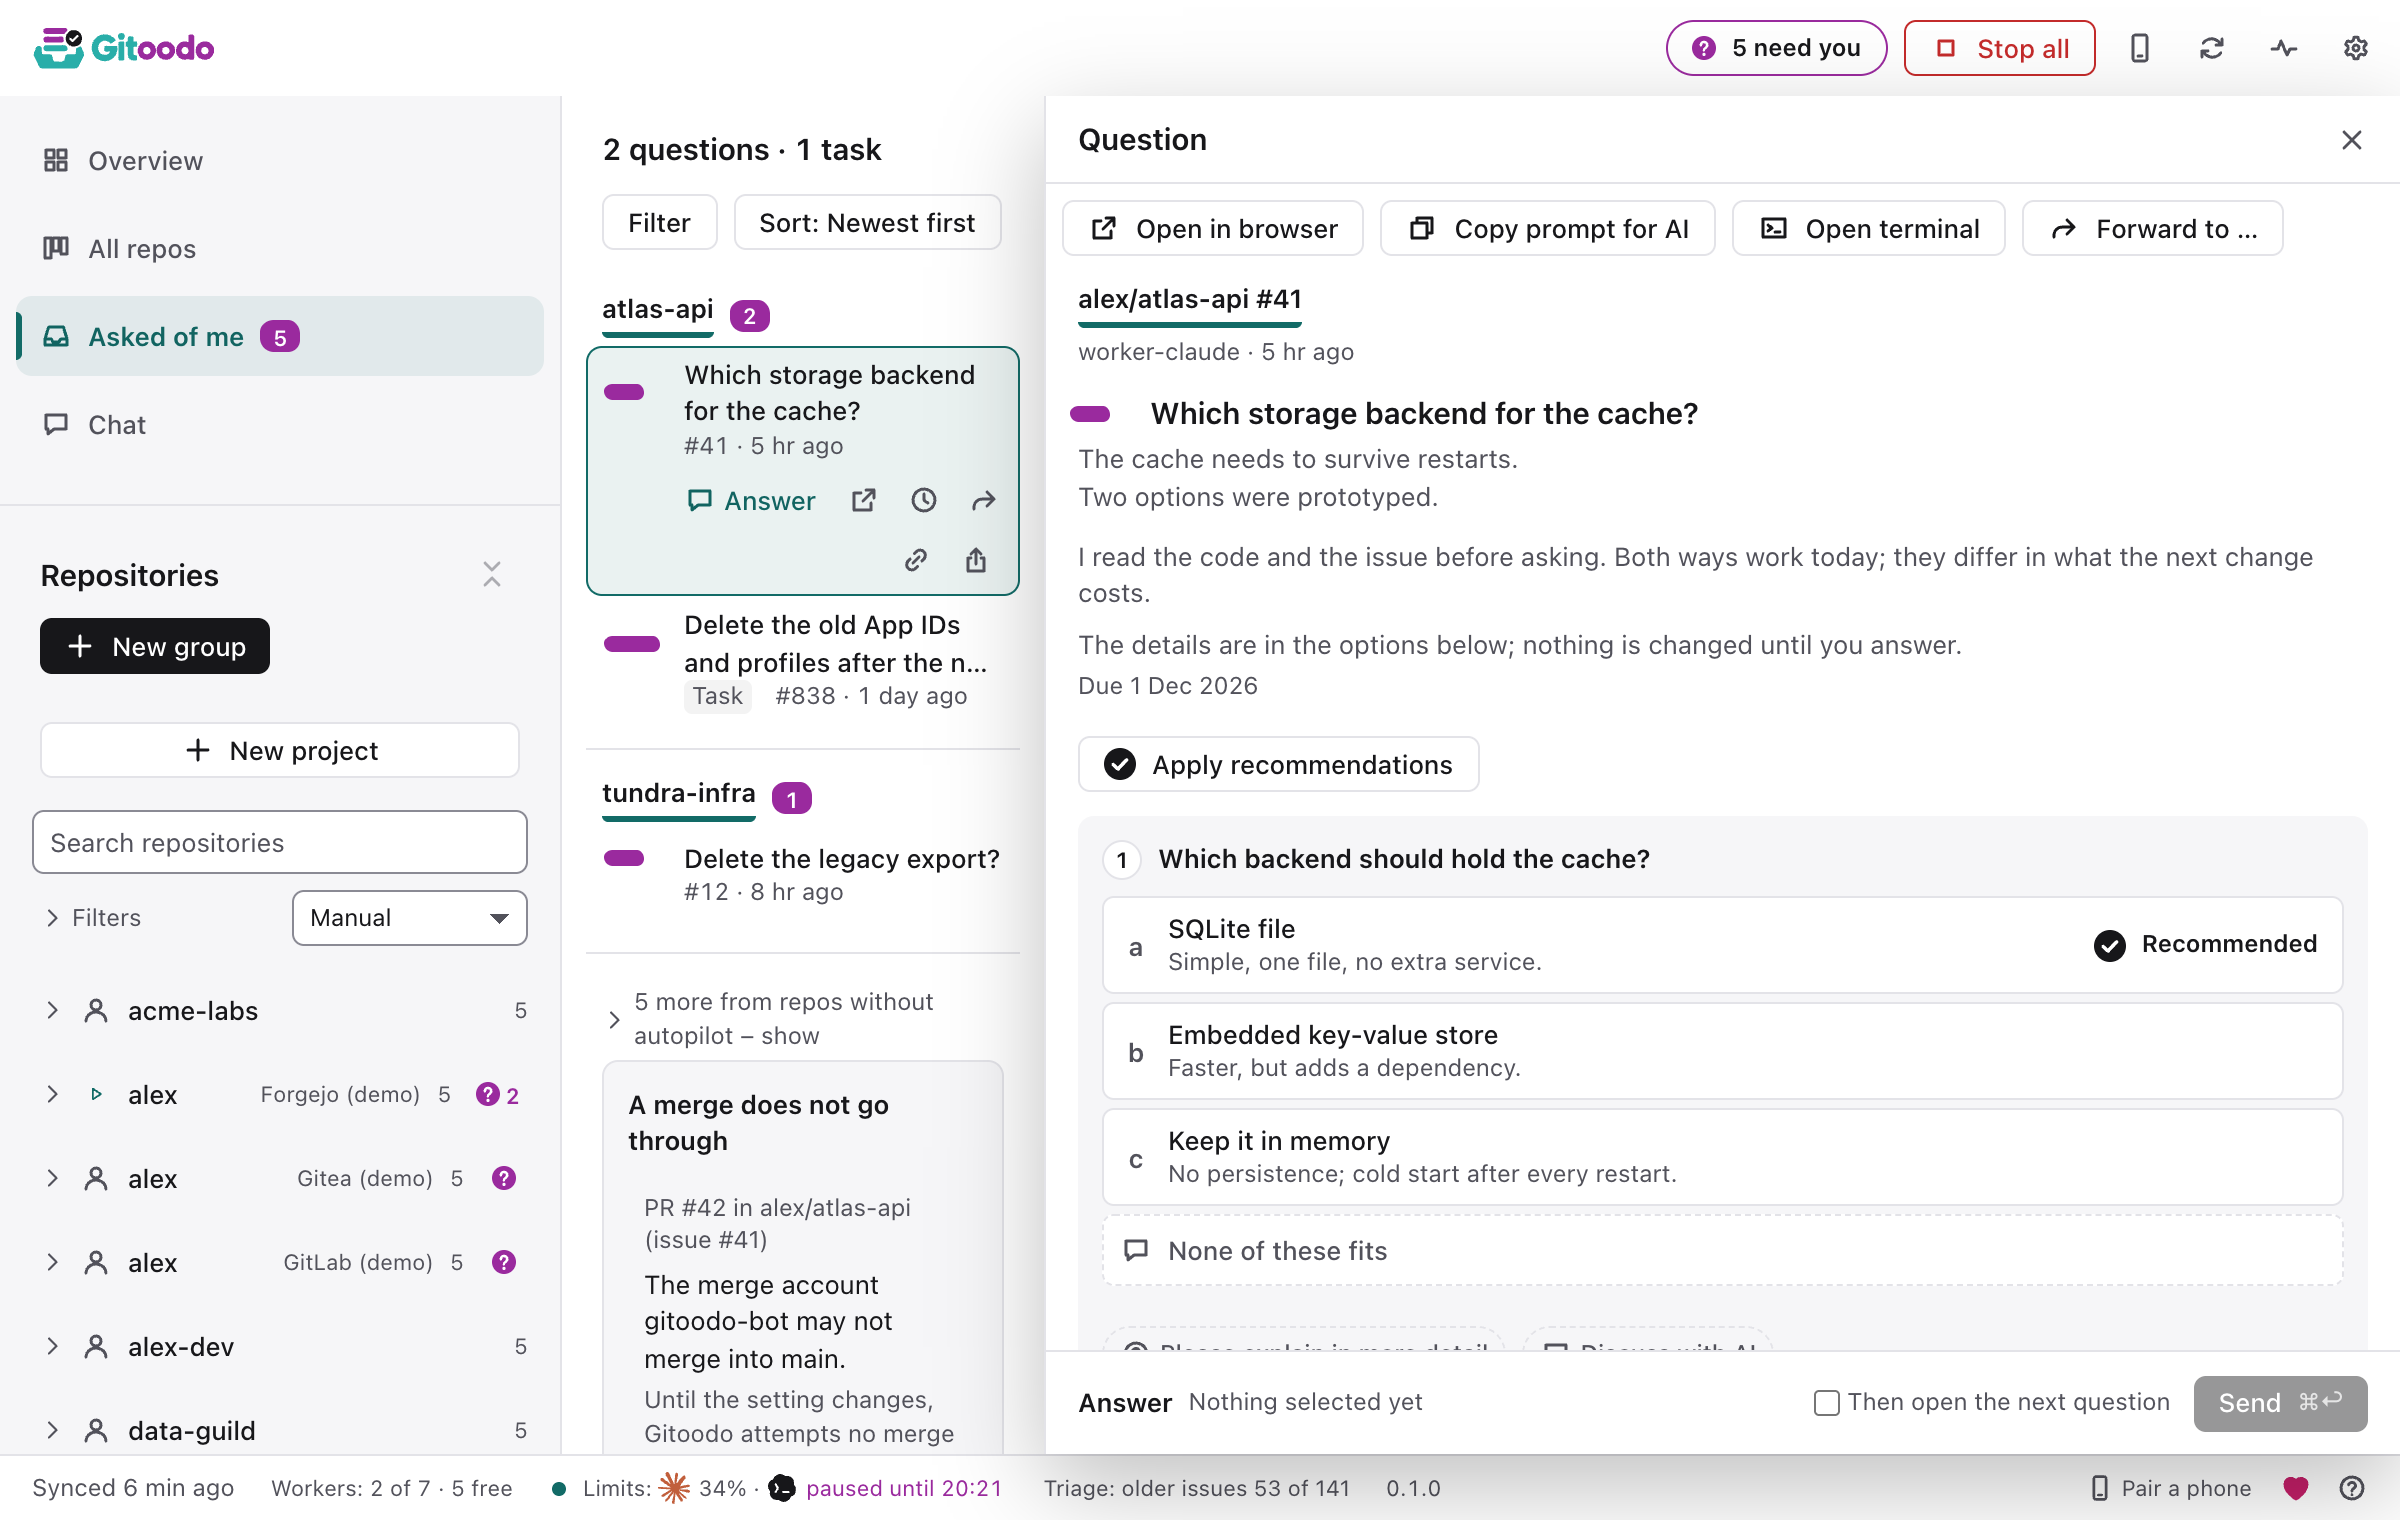 Gitoodo
5 need you
Stop all
Overview
All repos
Asked of me 5
Chat
Repositories
New group
New project
Search repositories
Filters
Manual
acme-labs 5
alex Forgejo (demo) 5 ? 2
alex Gitea (demo) 5 ?
alex GitLab (demo) 5 ?
alex-dev 5
data-guild 5
2 questions · 1 task
Filter
Sort: Newest first
atlas-api 2
Which storage backend
for the cache?
#41 · 5 hr ago
Answer
Delete the old App IDs
and profiles after the n...
Task #838 · 1 day ago
tundra-infra 1
Delete the legacy export?
#12 · 8 hr ago
5 more from repos without
autopilot – show
A merge does not go
through
PR #42 in alex/atlas-api
(issue #41)
The merge account
gitoodo-bot may not
merge into main.
Until the setting changes,
Gitoodo attempts no merge
Question
Open in browser
Copy prompt for AI
Open terminal
Forward to ...
alex/atlas-api #41
worker-claude · 5 hr ago
Which storage backend for the cache?
The cache needs to survive restarts.
Two options were prototyped.
I read the code and the issue before asking. Both ways work today; they differ in what the next change
costs.
The details are in the options below; nothing is changed until you answer.
Due 1 Dec 2026
Apply recommendations
1 Which backend should hold the cache?
a SQLite file
Simple, one file, no extra service.
Recommended
b Embedded key-value store
Faster, but adds a dependency.
c Keep it in memory
No persistence; cold start after every restart.
None of these fits
Please explain in more detail
Discuss with AI
Answer Nothing selected yet
Then open the next question
Send ⌘↩
Synced 6 min ago
Workers: 2 of 7 · 5 free
Limits: 34% · paused until 20:21
Triage: older issues 53 of 141
0.1.0
Pair a phone